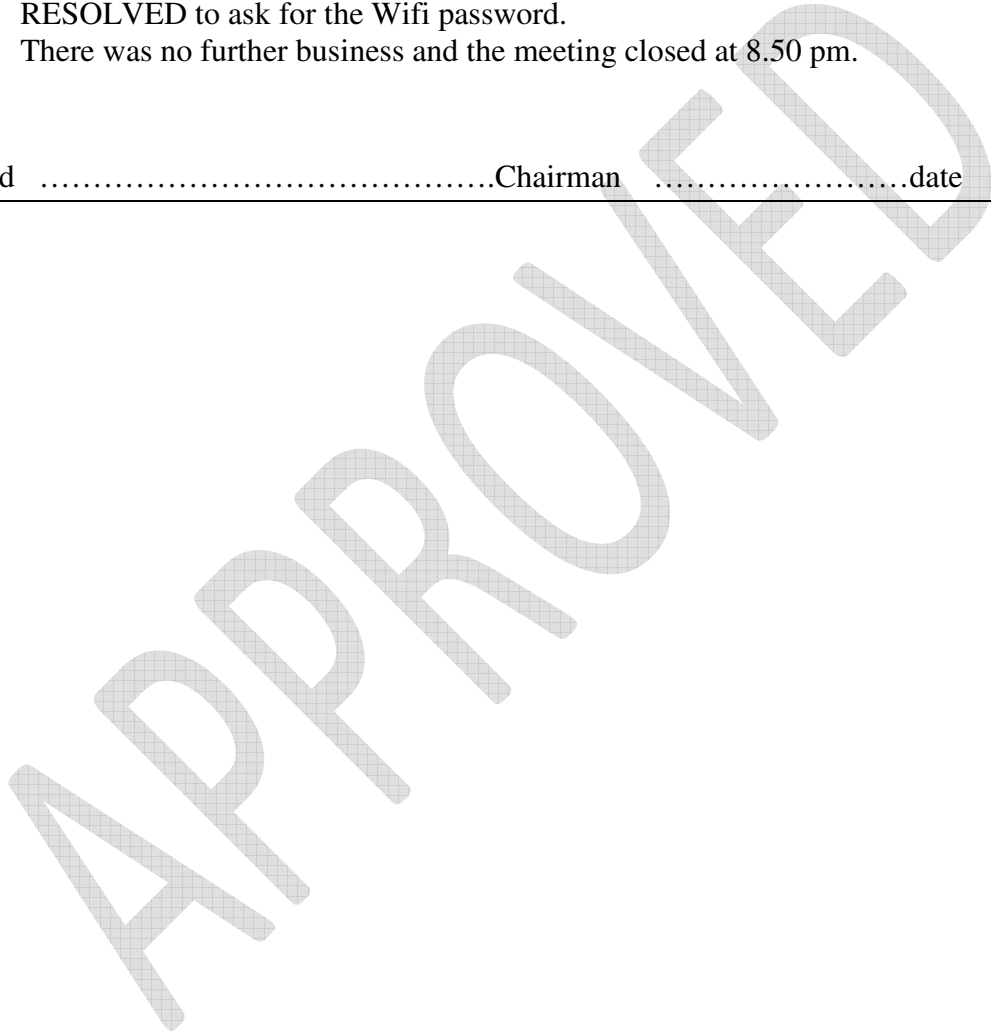 RESOLVED to ask for the Wifi password.
There was no further business and the meeting closed at 8.50 pm.
d …………………………………….Chairman ……………………date
APPROVED